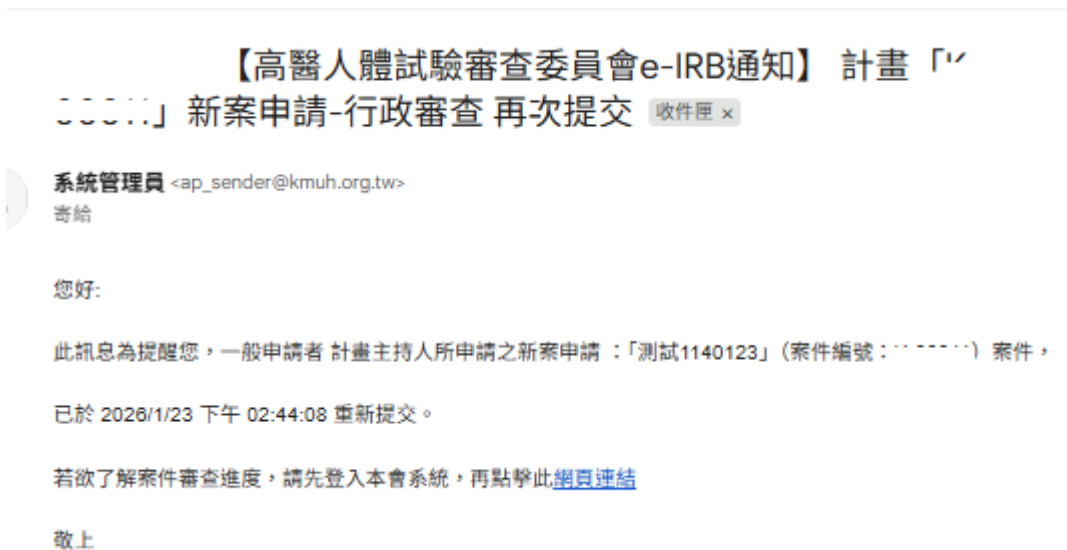 【高醫人體試驗審查委員會e-IRB通知】 計畫「
」新案申請-行政審查 再次提交 收件匣 ×
系統管理員 <ap_sender@kmuh.org.tw>
寄給
您好:
此訊息為提醒您，一般申請者 計畫主持人所申請之新案申請 ：「測試1140123」（案件編號：）案件，
已於 2026/1/23 下午 02:44:08 重新提交。
若欲了解案件審查進度，請先登入本會系統，再點擊此網頁連結
敬上